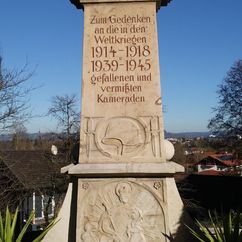 Zum Gedenken
an die in den
Weltkriegen
1914-1918
1939-1945
gefallenen und
vermißten
Kameraden